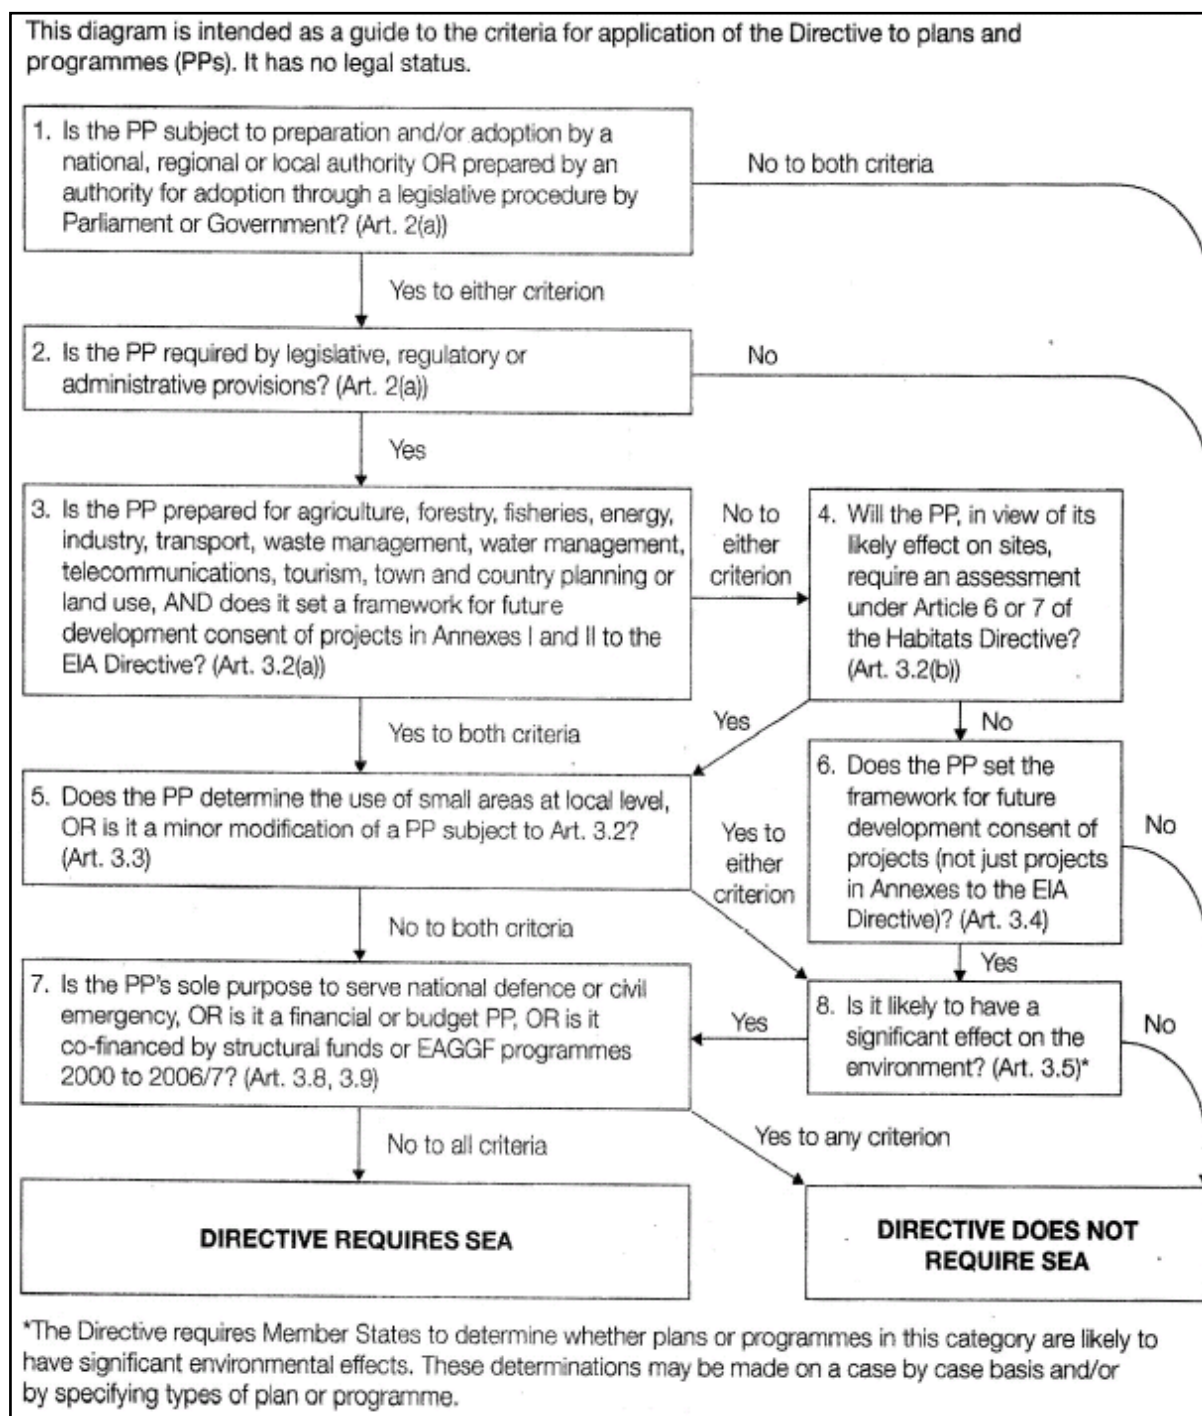 This diagram is intended as a guide to the criteria for application of the Directive to plans and
programmes (PPs). It has no legal status.
1. Is the PP subject to preparation and/or adoption by a
national, regional or local authority OR prepared by an
authority for adoption through a legislative procedure by
Parliament or Government? (Art. 2(a))
No to both criteria
Yes to either criterion
2. Is the PP required by legislative, regulatory or
administrative provisions? (Art. 2(a))
No
Yes
3. Is the PP prepared for agriculture, forestry, fisheries, energy,
industry, transport, waste management, water management,
telecommunications, tourism, town and country planning or
land use, AND does it set a framework for future
development consent of projects in Annexes I and II to the
EIA Directive? (Art. 3.2(a))
No to
either
criterion
4. Will the PP, in view of its
likely effect on sites,
require an assessment
under Article 6 or 7 of
the Habitats Directive?
(Art. 3.2(b))
Yes to both criteria
Yes
No
5. Does the PP determine the use of small areas at local level,
OR is it a minor modification of a PP subject to Art. 3.2?
(Art. 3.3)
Yes to
either
criterion
6. Does the PP set the
framework for future
development consent of
projects (not just projects
in Annexes to the EIA
Directive)? (Art. 3.4)
No
No to both criteria
Yes
7. Is the PP's sole purpose to serve national defence or civil
emergency, OR is it a financial or budget PP, OR is it
co-financed by structural funds or EAGGF programmes
2000 to 2006/7? (Art. 3.8, 3.9)
Yes
8. Is it likely to have a
significant effect on the
environment? (Art. 3.5)*
No
No to all criteria
Yes to any criterion
DIRECTIVE REQUIRES SEA
DIRECTIVE DOES NOT
REQUIRE SEA
*The Directive requires Member States to determine whether plans or programmes in this category are likely to
have significant environmental effects. These determinations may be made on a case by case basis and/or
by specifying types of plan or programme.